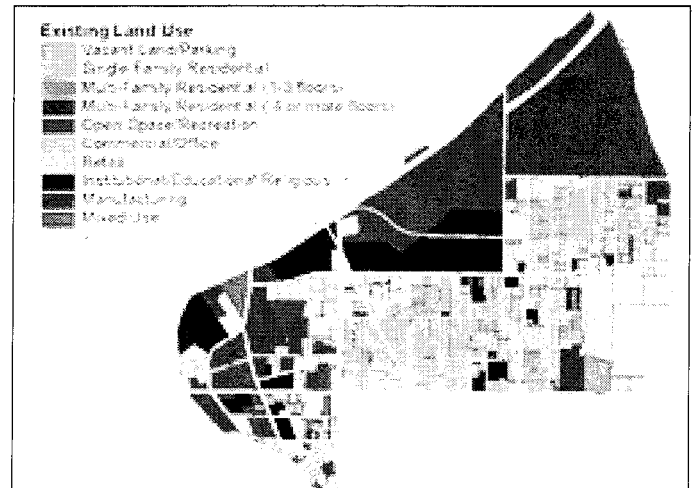 Existing Land Use
Vacant Land/Parking
Single Family Residential
Multi-Family Residential (1-3 floors)
Multi-Family Residential (4 or more floors)
Open Space/Recreation
Commercial/Office
Retail
Institutional/Educational/Religious
Manufacturing
Mixed Use